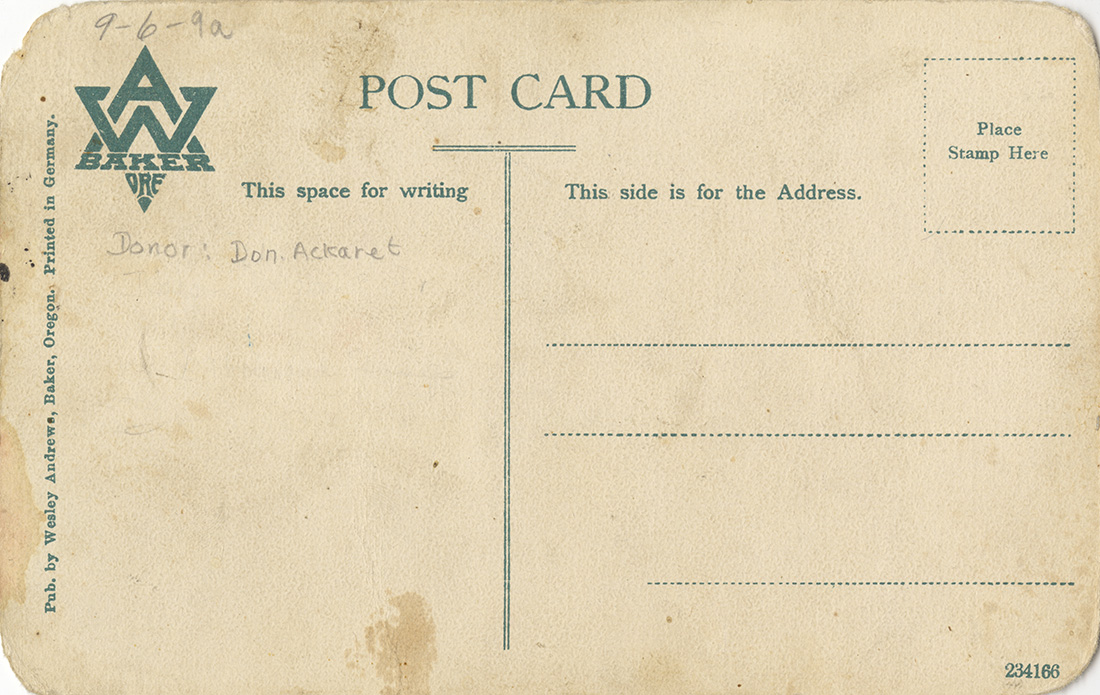 9-6-9a
AW
BAKER
ORE
POST CARD
Place
Stamp Here
This space for writing
This side is for the Address.
Donor: Don. Ackaret
Pub. by Wesley Andrews, Baker, Oregon. Printed in Germany.
234166